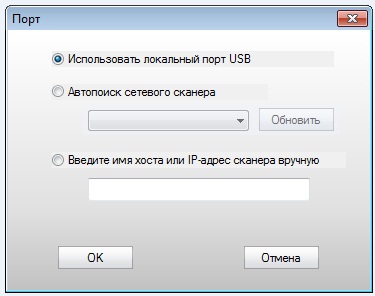 Порт
Использовать локальный порт USB
Автопоиск сетевого сканера
Обновить
Введите имя хоста или IP-адрес сканера вручную
OK
Отмена